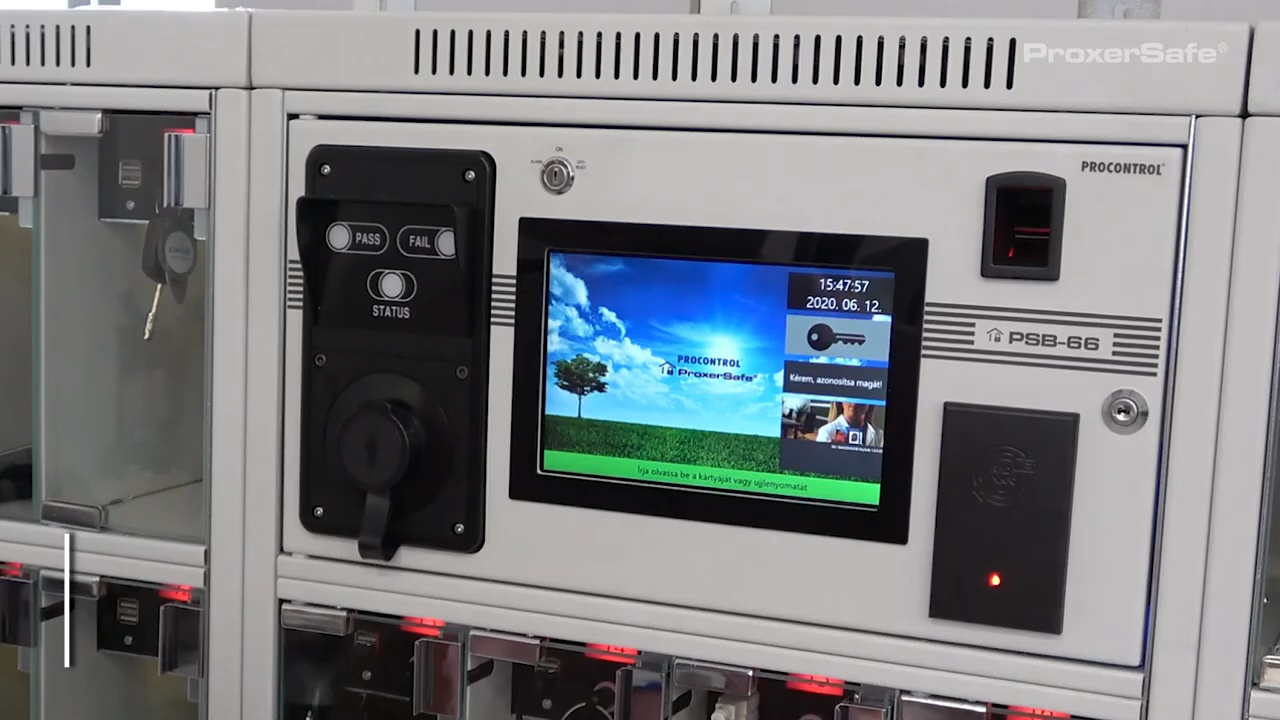 ProxerSafe®
PROCONTROL
ON
PASS
FAIL
STATUS
15:47:57
2020. 06. 12.
PROCONTROL
ProxerSafe
Kérem, azonosítsa magát!
Írja olvassa be a kártyáját vagy ujjlenyomatát
PSB-66